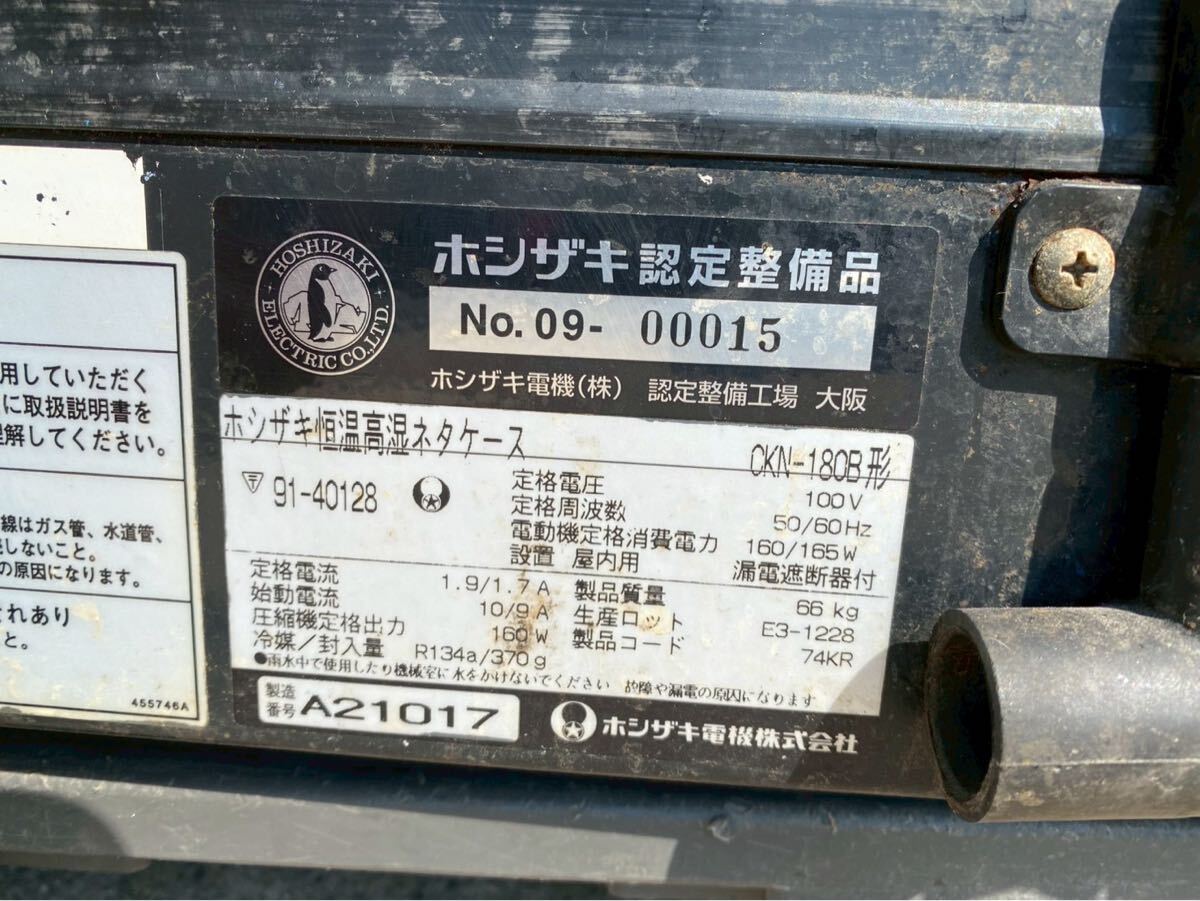 HOSHIZAKI
ELECTRIC CO.,LTD.
ホシザキ認定整備品
No. 09- 00015
ホシザキ電機(株) 認定整備工場 大阪
ホシザキ恒温高湿ネタケース CKN-180B形
〒 91-40128
定格電圧 100V
定格周波数 50/60Hz
電動機定格消費電力 160/165W
設置 屋内用 漏電遮断器付
定格電流 1.9/1.7A
始動電流 10/9A
圧縮機定格出力 160W
冷媒/封入量 R134a/370g
製品質量 66kg
生産ロット E3-1228
製品コード 74KR
●雨水中で使用したり機械室に水をかけないでください 故障や漏電の原因になります
製造番号 A21017
ホシザキ電機株式会社
用していただく
に取扱説明書を
解してください。
線はガス管、水道管、
しないこと。
の原因になります。
れあり
と。
455746A